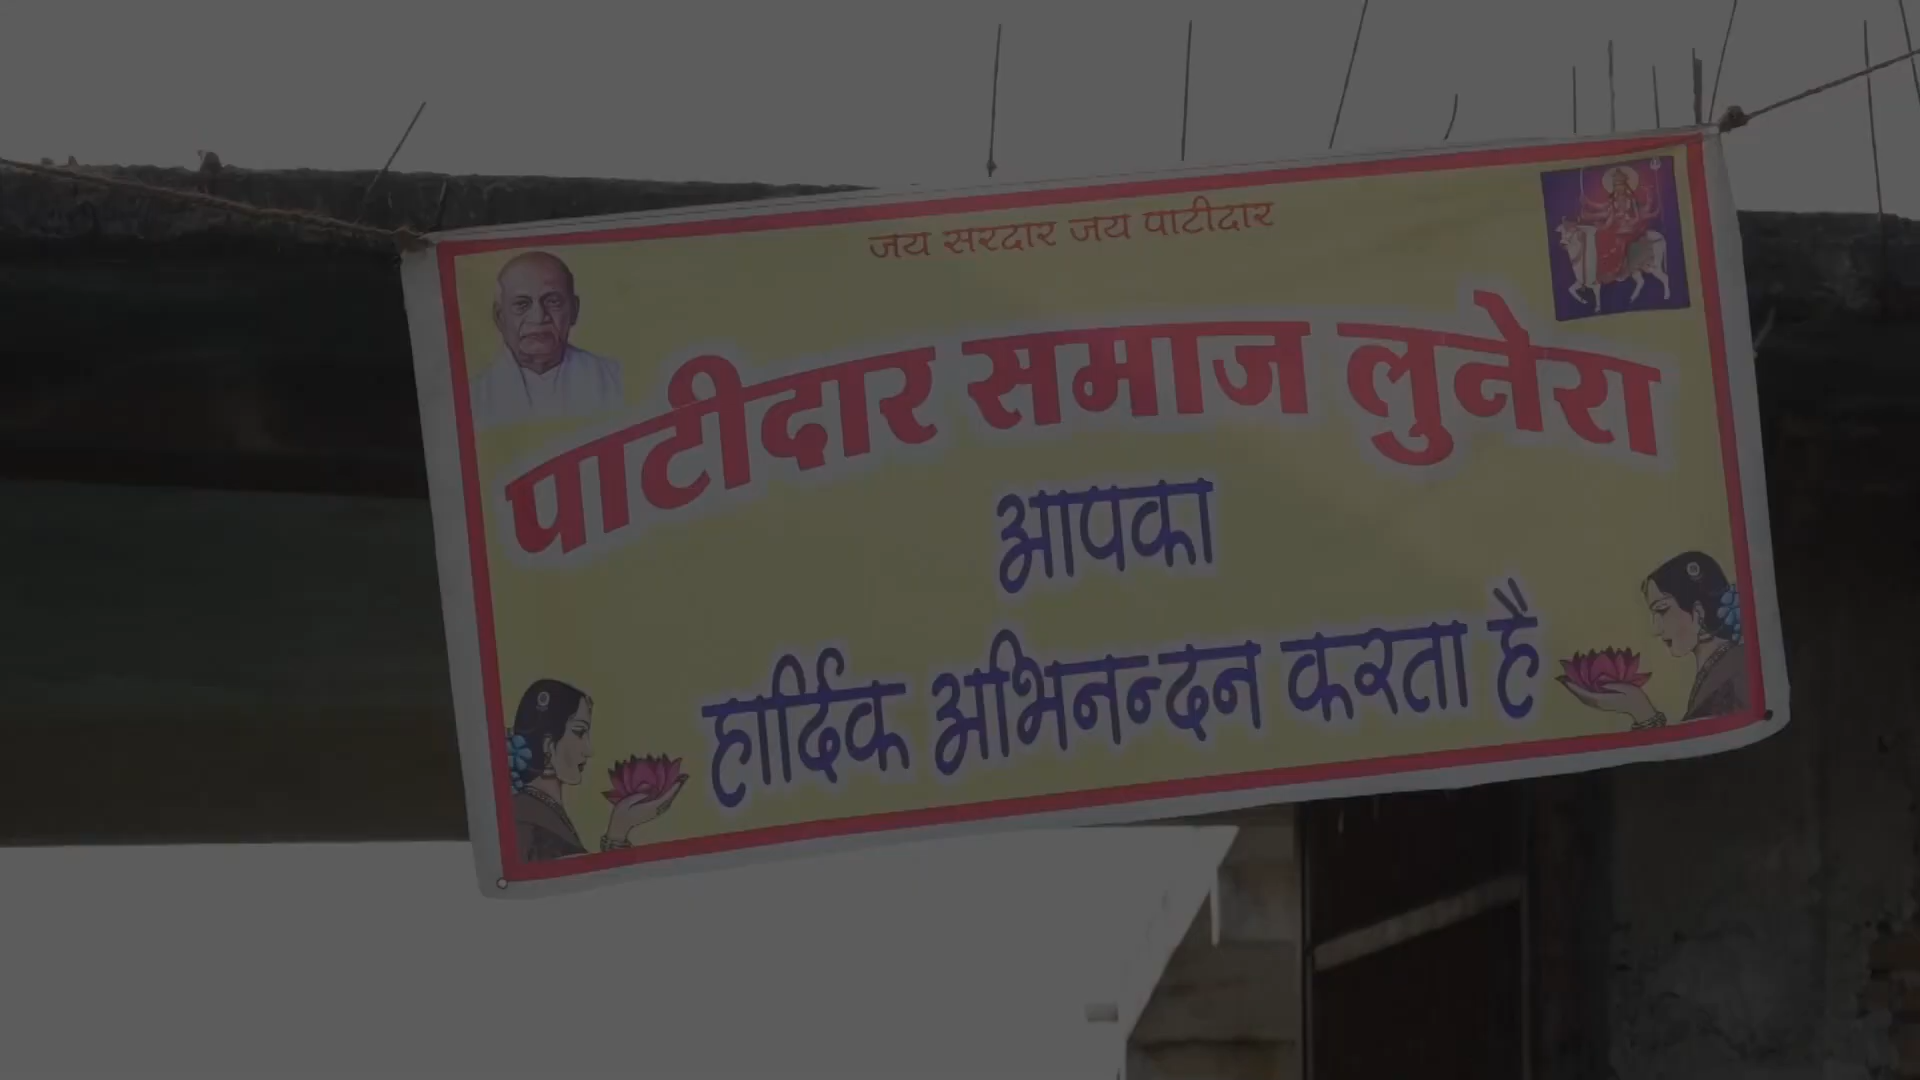 जय सरदार जय पाटीदार
पाटीदार समाज लुनेरा
आपका
हार्दिक अभिनन्दन करता है